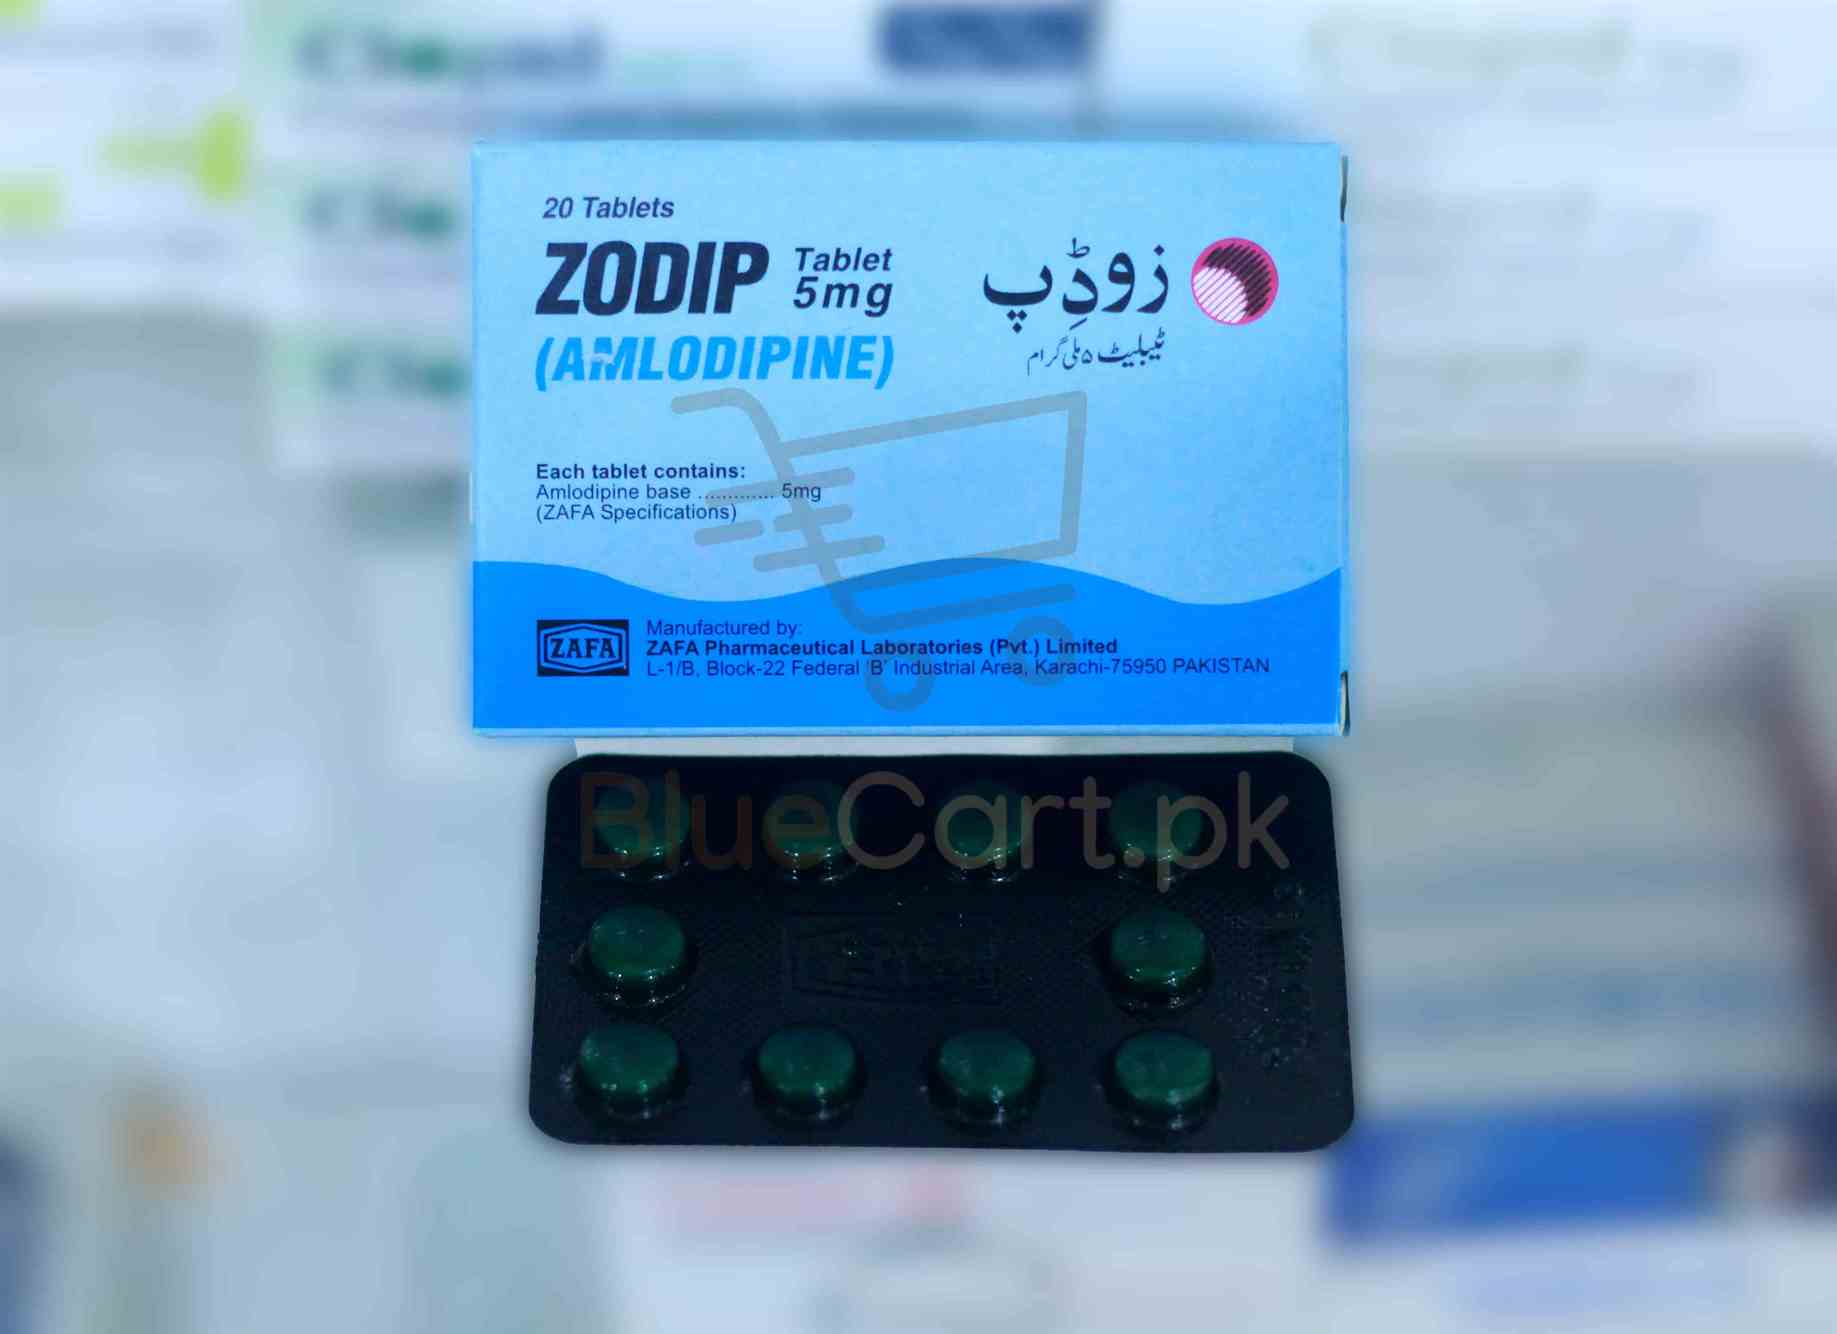 20 Tablets
ZODIP Tablet 5mg
(AMLODIPINE)
زوڈِپ
ٹیبلیٹ ۵ ملی گرام
Each tablet contains:
Amlodipine base ............. 5mg
(ZAFA Specifications)
ZAFA
Manufactured by:
ZAFA Pharmaceutical Laboratories (Pvt.) Limited
L-1/B, Block-22 Federal 'B' Industrial Area, Karachi-75950 PAKISTAN
BlueCart.pk